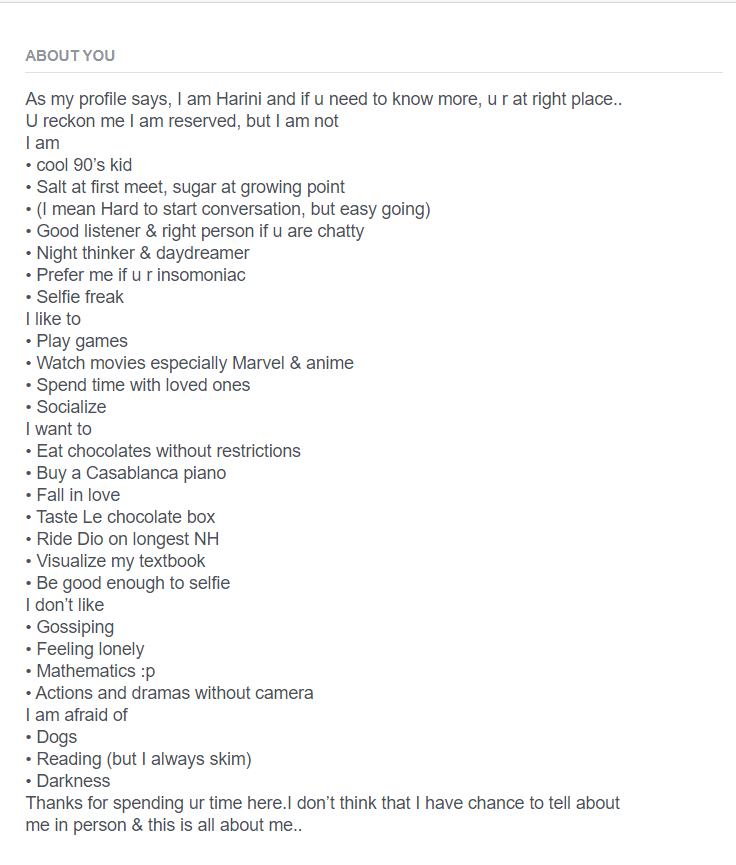 ABOUT YOU
As my profile says, I am Harini and if u need to know more, u r at right place..
U reckon me I am reserved, but I am not
I am
• cool 90’s kid
• Salt at first meet, sugar at growing point
• (I mean Hard to start conversation, but easy going)
• Good listener & right person if u are chatty
• Night thinker & daydreamer
• Prefer me if u r insomoniac
• Selfie freak
I like to
• Play games
• Watch movies especially Marvel & anime
• Spend time with loved ones
• Socialize
I want to
• Eat chocolates without restrictions
• Buy a Casablanca piano
• Fall in love
• Taste Le chocolate box
• Ride Dio on longest NH
• Visualize my textbook
• Be good enough to selfie
I don’t like
• Gossiping
• Feeling lonely
• Mathematics :p
• Actions and dramas without camera
I am afraid of
• Dogs
• Reading (but I always skim)
• Darkness
Thanks for spending ur time here.I don’t think that I have chance to tell about
me in person & this is all about me..